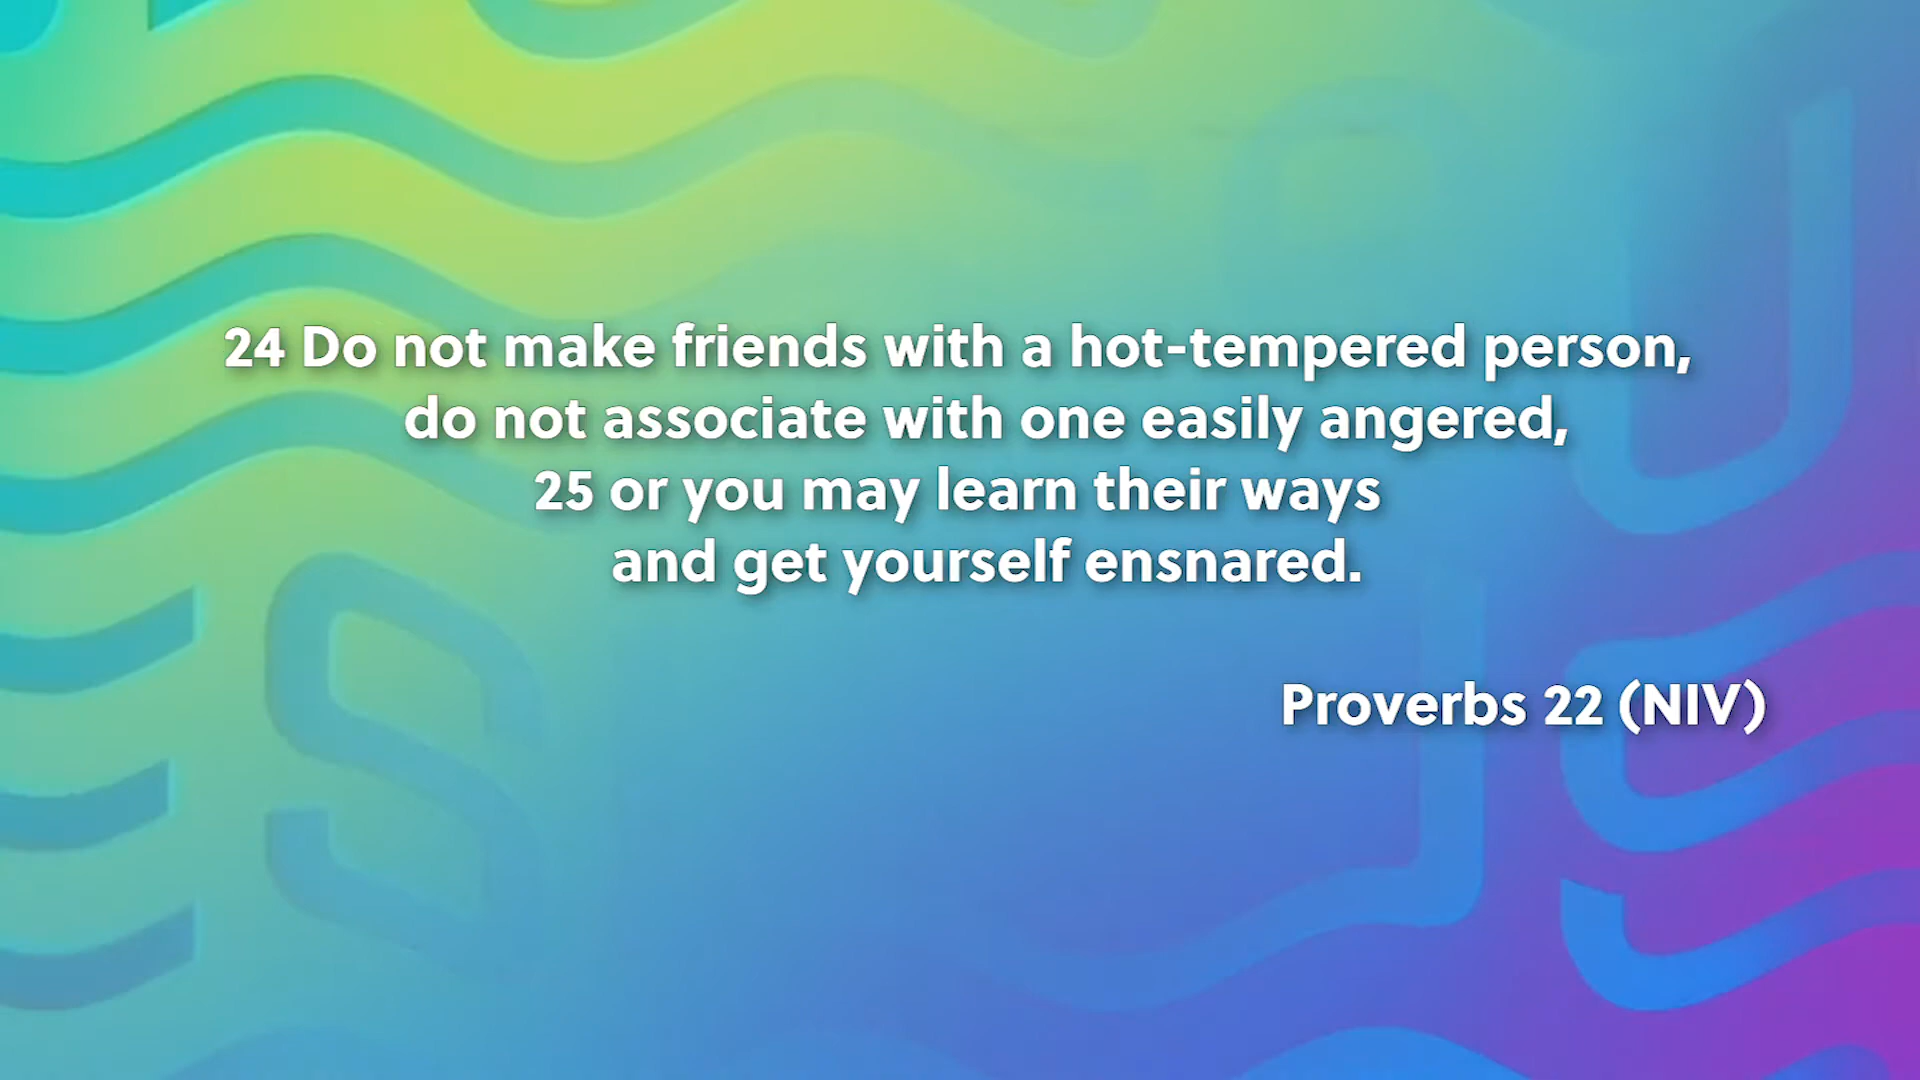 24 Do not make friends with a hot-tempered person,
do not associate with one easily angered,
25 or you may learn their ways
and get yourself ensnared.
Proverbs 22 (NIV)